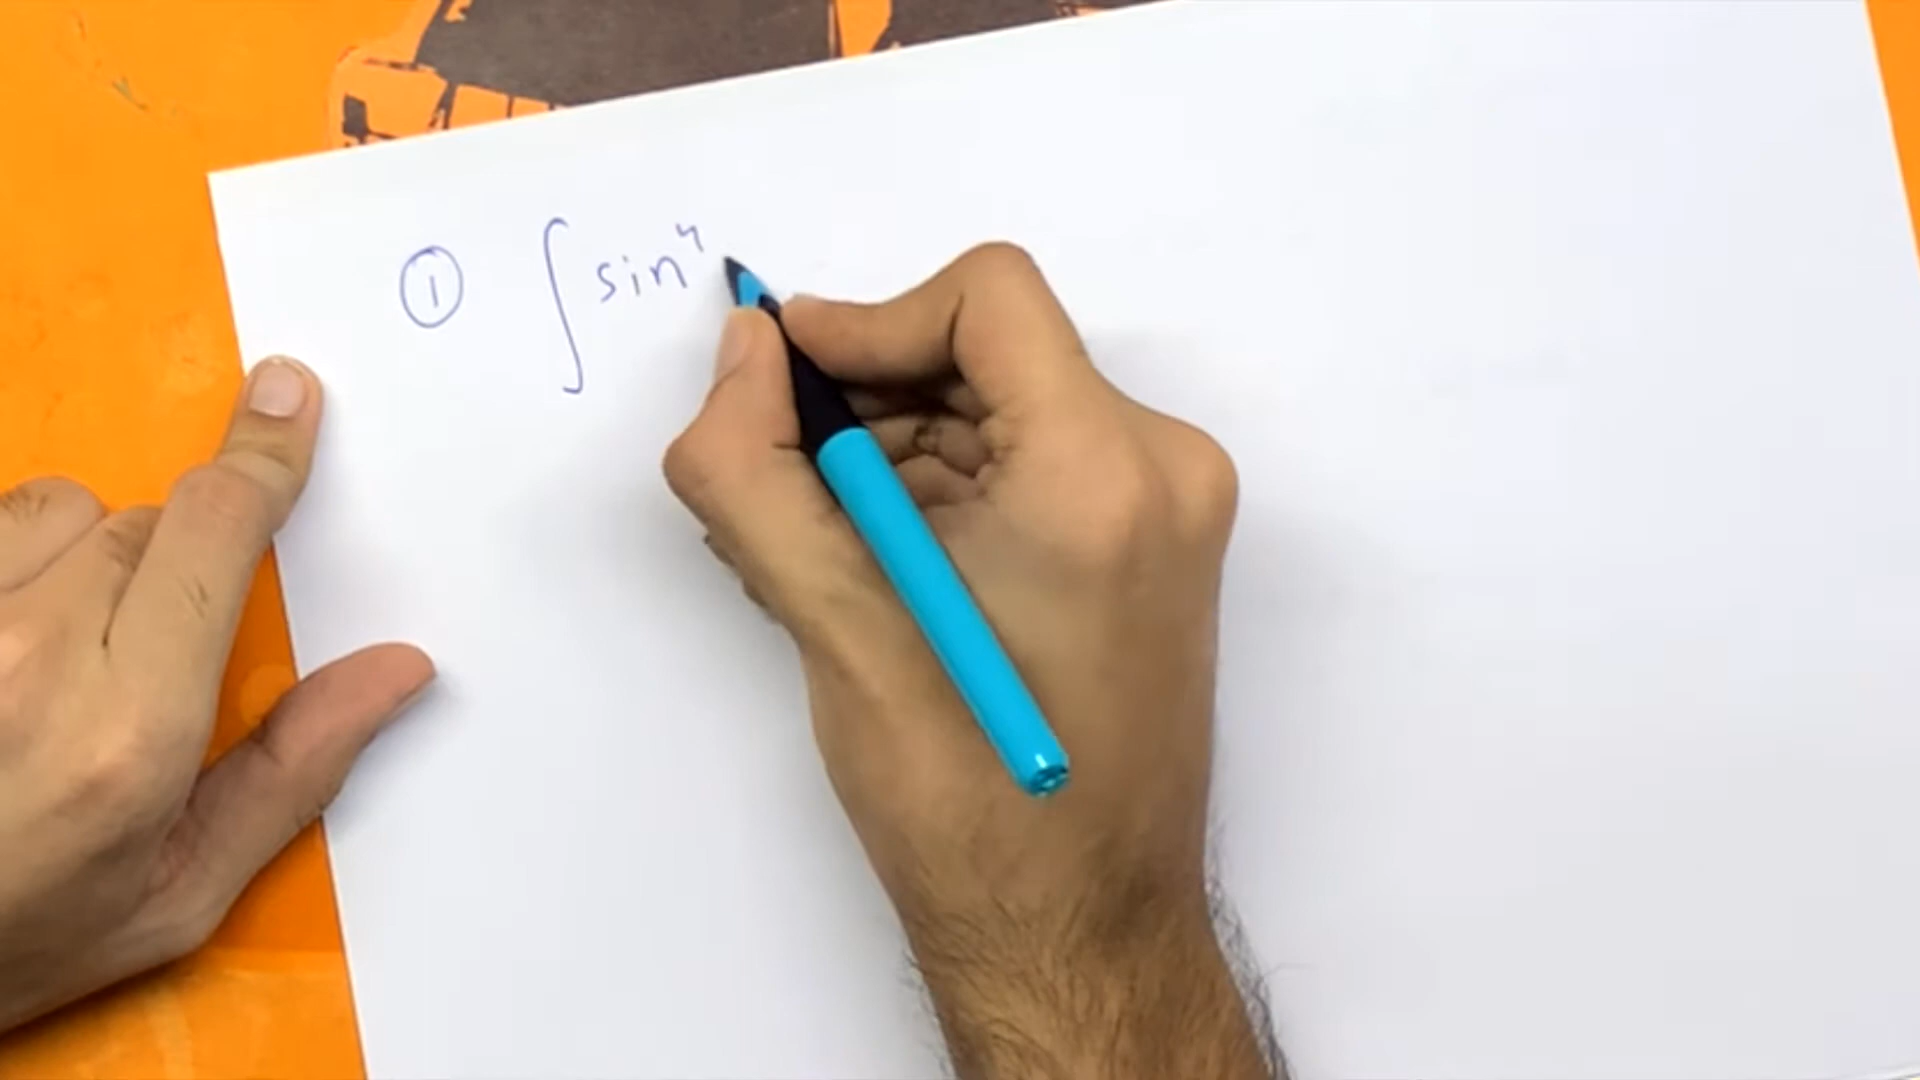 ① ∫ sin⁴